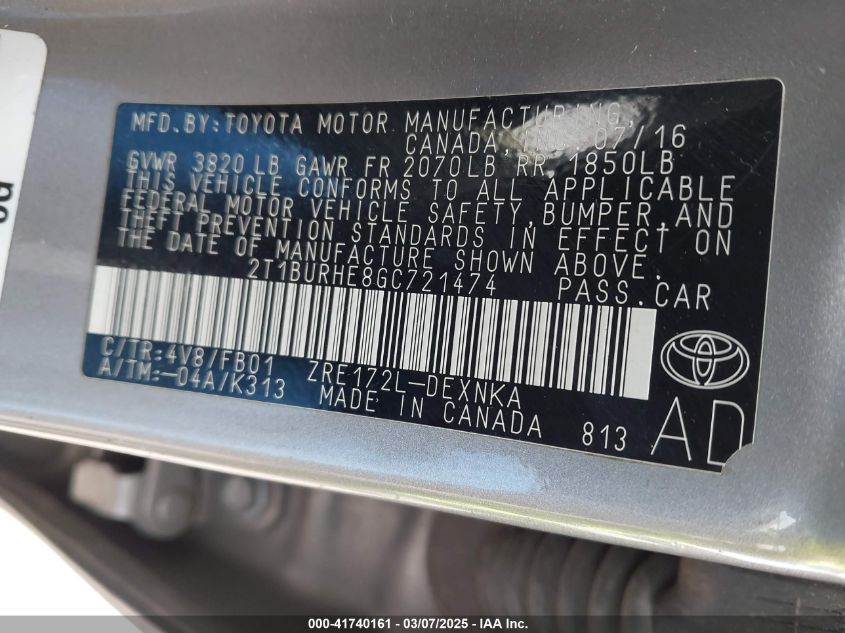 MFD.BY:TOYOTA MOTOR MANUFACTURING,
CANADA, 07/16
GVWR 3820 LB GAWR FR 2070LB RR 1850LB
THIS VEHICLE CONFORMS TO ALL APPLICABLE
FEDERAL MOTOR VEHICLE SAFETY,BUMPER,AND
THEFT PREVENTION STANDARDS IN EFFECT ON
THE DATE OF MANUFACTURE SHOWN ABOVE.
2T1BURHE8GC721474 PASS.CAR
C/TR:4V8/FB01 ZRE172L-DEXNKA
A/TM:-04A/K313 MADE IN CANADA 813
AD
000-41740161 — 03/07/2025 — IAA Inc.